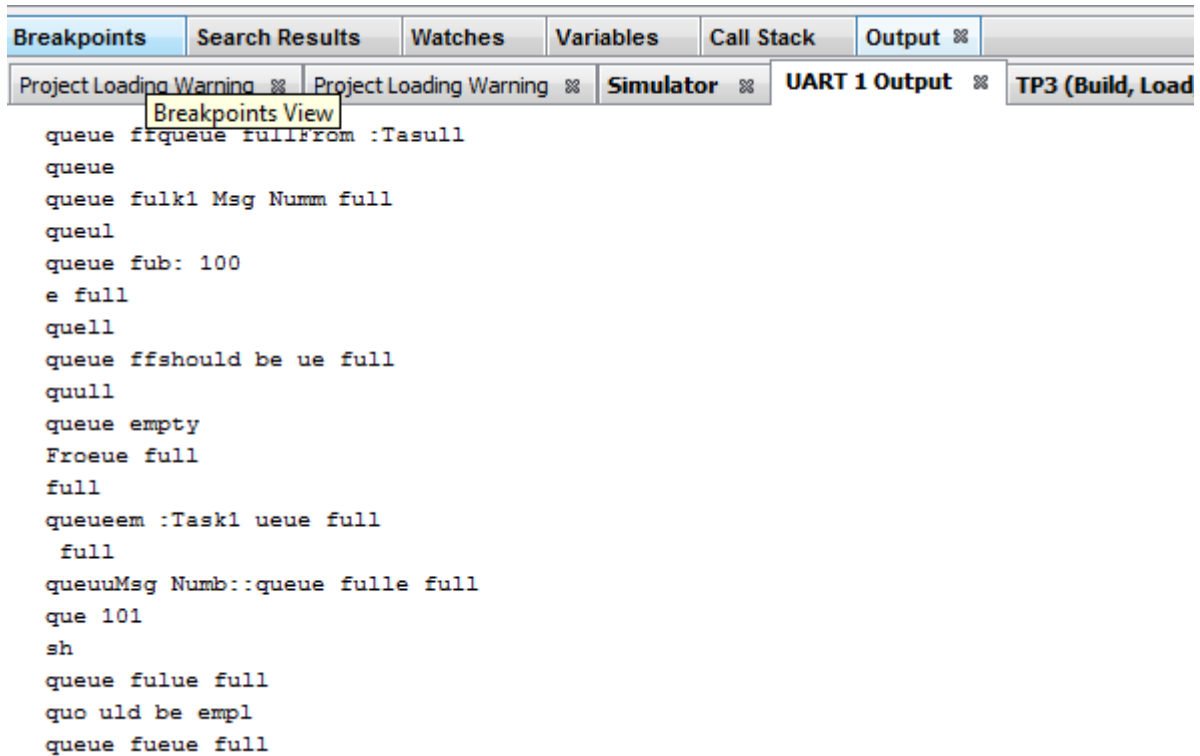 Breakpoints Search Results Watches Variables Call Stack Output
Project Loading Warning Project Loading Warning Simulator UART 1 Output TP3 (Build, Load
Breakpoints View
queue ffqueue fullFrom :Tasull
queue
queue fulk1 Msg Numm full
queul
queue fub: 100
e full
quell
queue ffshould be ue full
quull
queue empty
Froeue full
full
queueem :Task1 ueue full
full
queuuMsg Numb::queue fulle full
que 101
sh
queue fulue full
quo uld be empl
queue fueue full